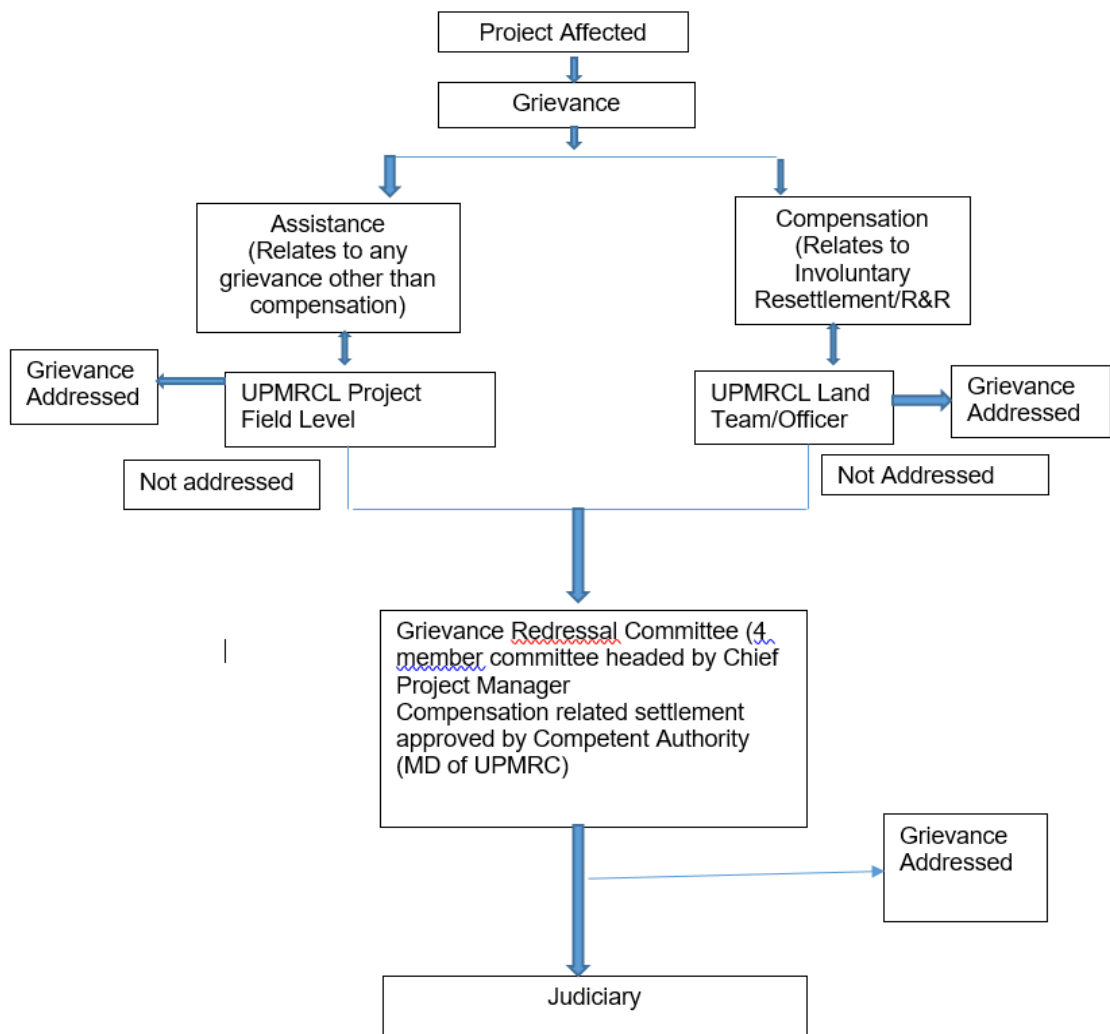 Project Affected
Grievance
Assistance
(Relates to any
grievance other than
compensation)
Compensation
(Relates to
Involuntary
Resettlement/R&R
Grievance
Addressed
UPMRCL Project
Field Level
UPMRCL Land
Team/Officer
Grievance
Addressed
Not addressed
Not Addressed
Grievance Redressal Committee (4
member committee headed by Chief
Project Manager
Compensation related settlement
approved by Competent Authority
(MD of UPMRC)
Grievance
Addressed
Judiciary